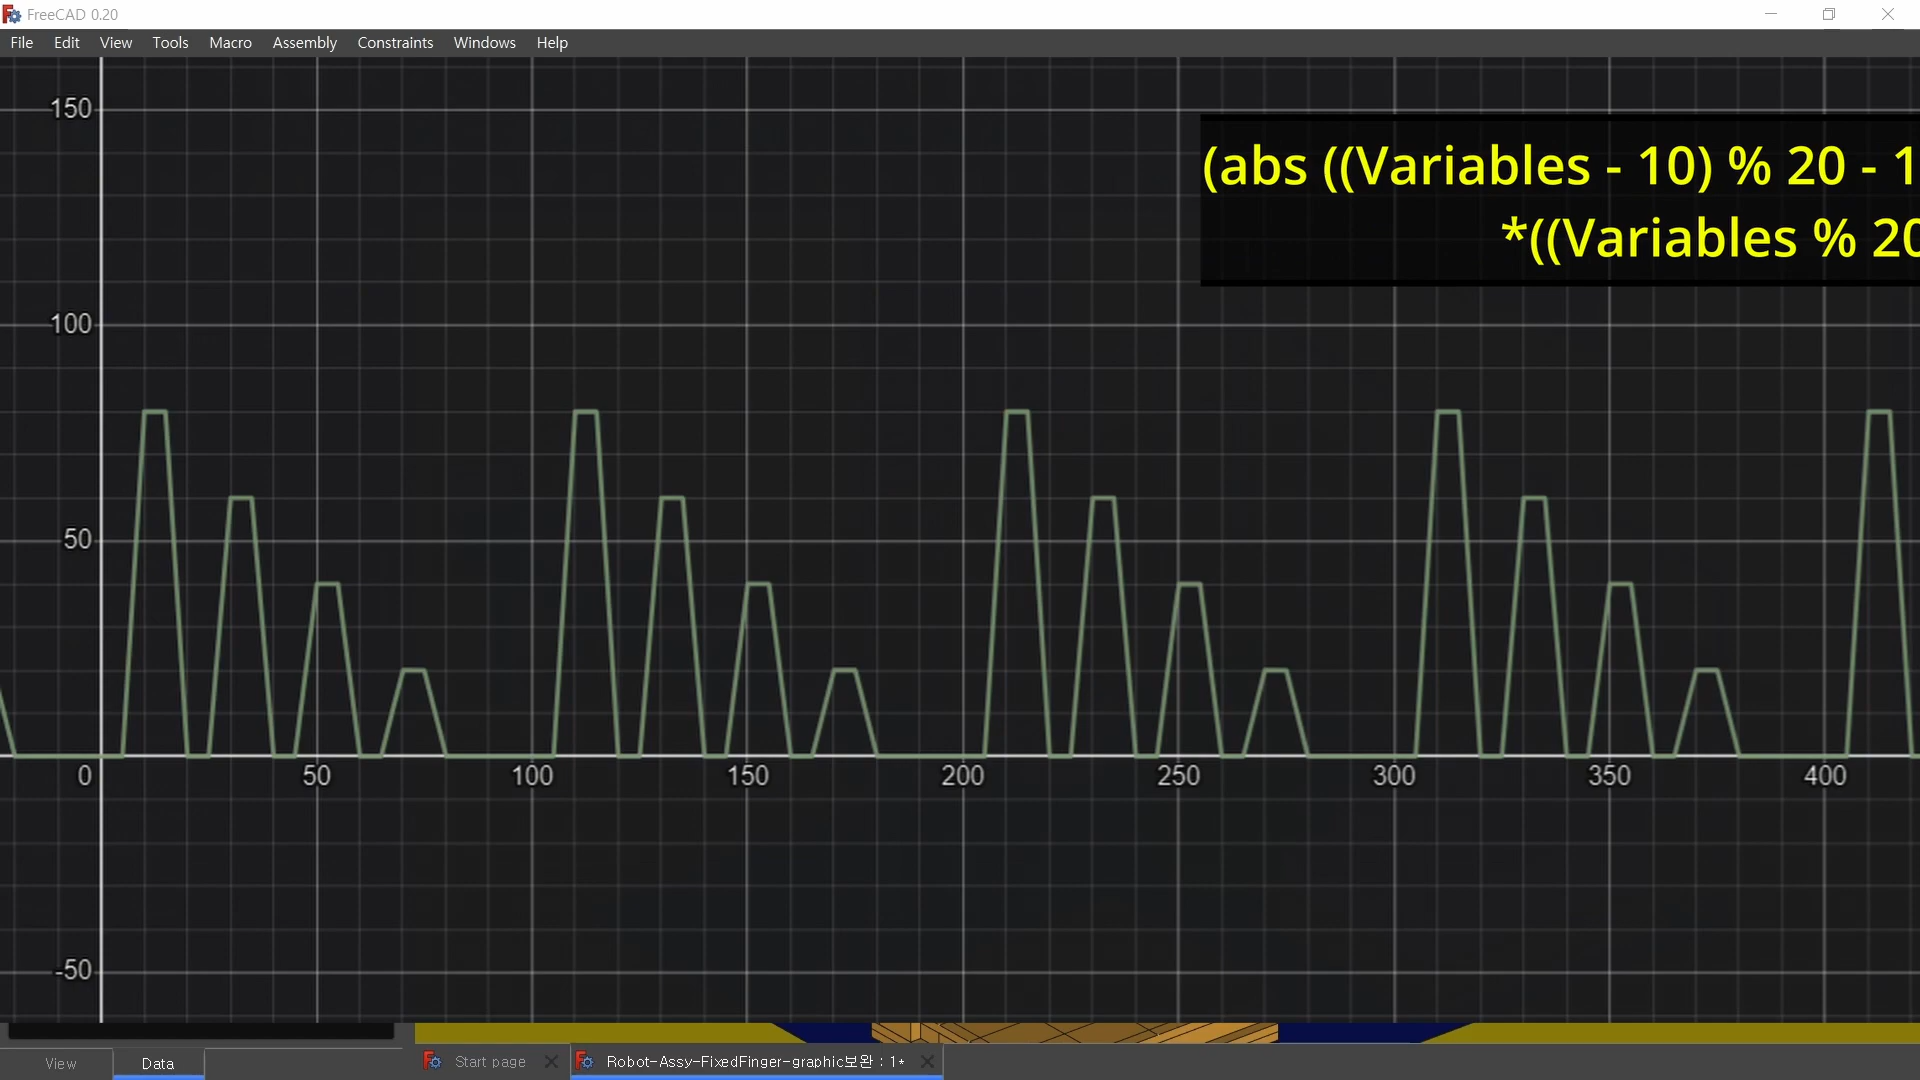 FreeCAD 0.20
File Edit View Tools Macro Assembly Constraints Windows Help
150
(abs ((Variables - 10) % 20 - 1
*((Variables % 20
100
50
0 50 100 150 200 250 300 350 400
-50
View Data Start page Robot-Assy-FixedFinger-graphic보완 : 1*